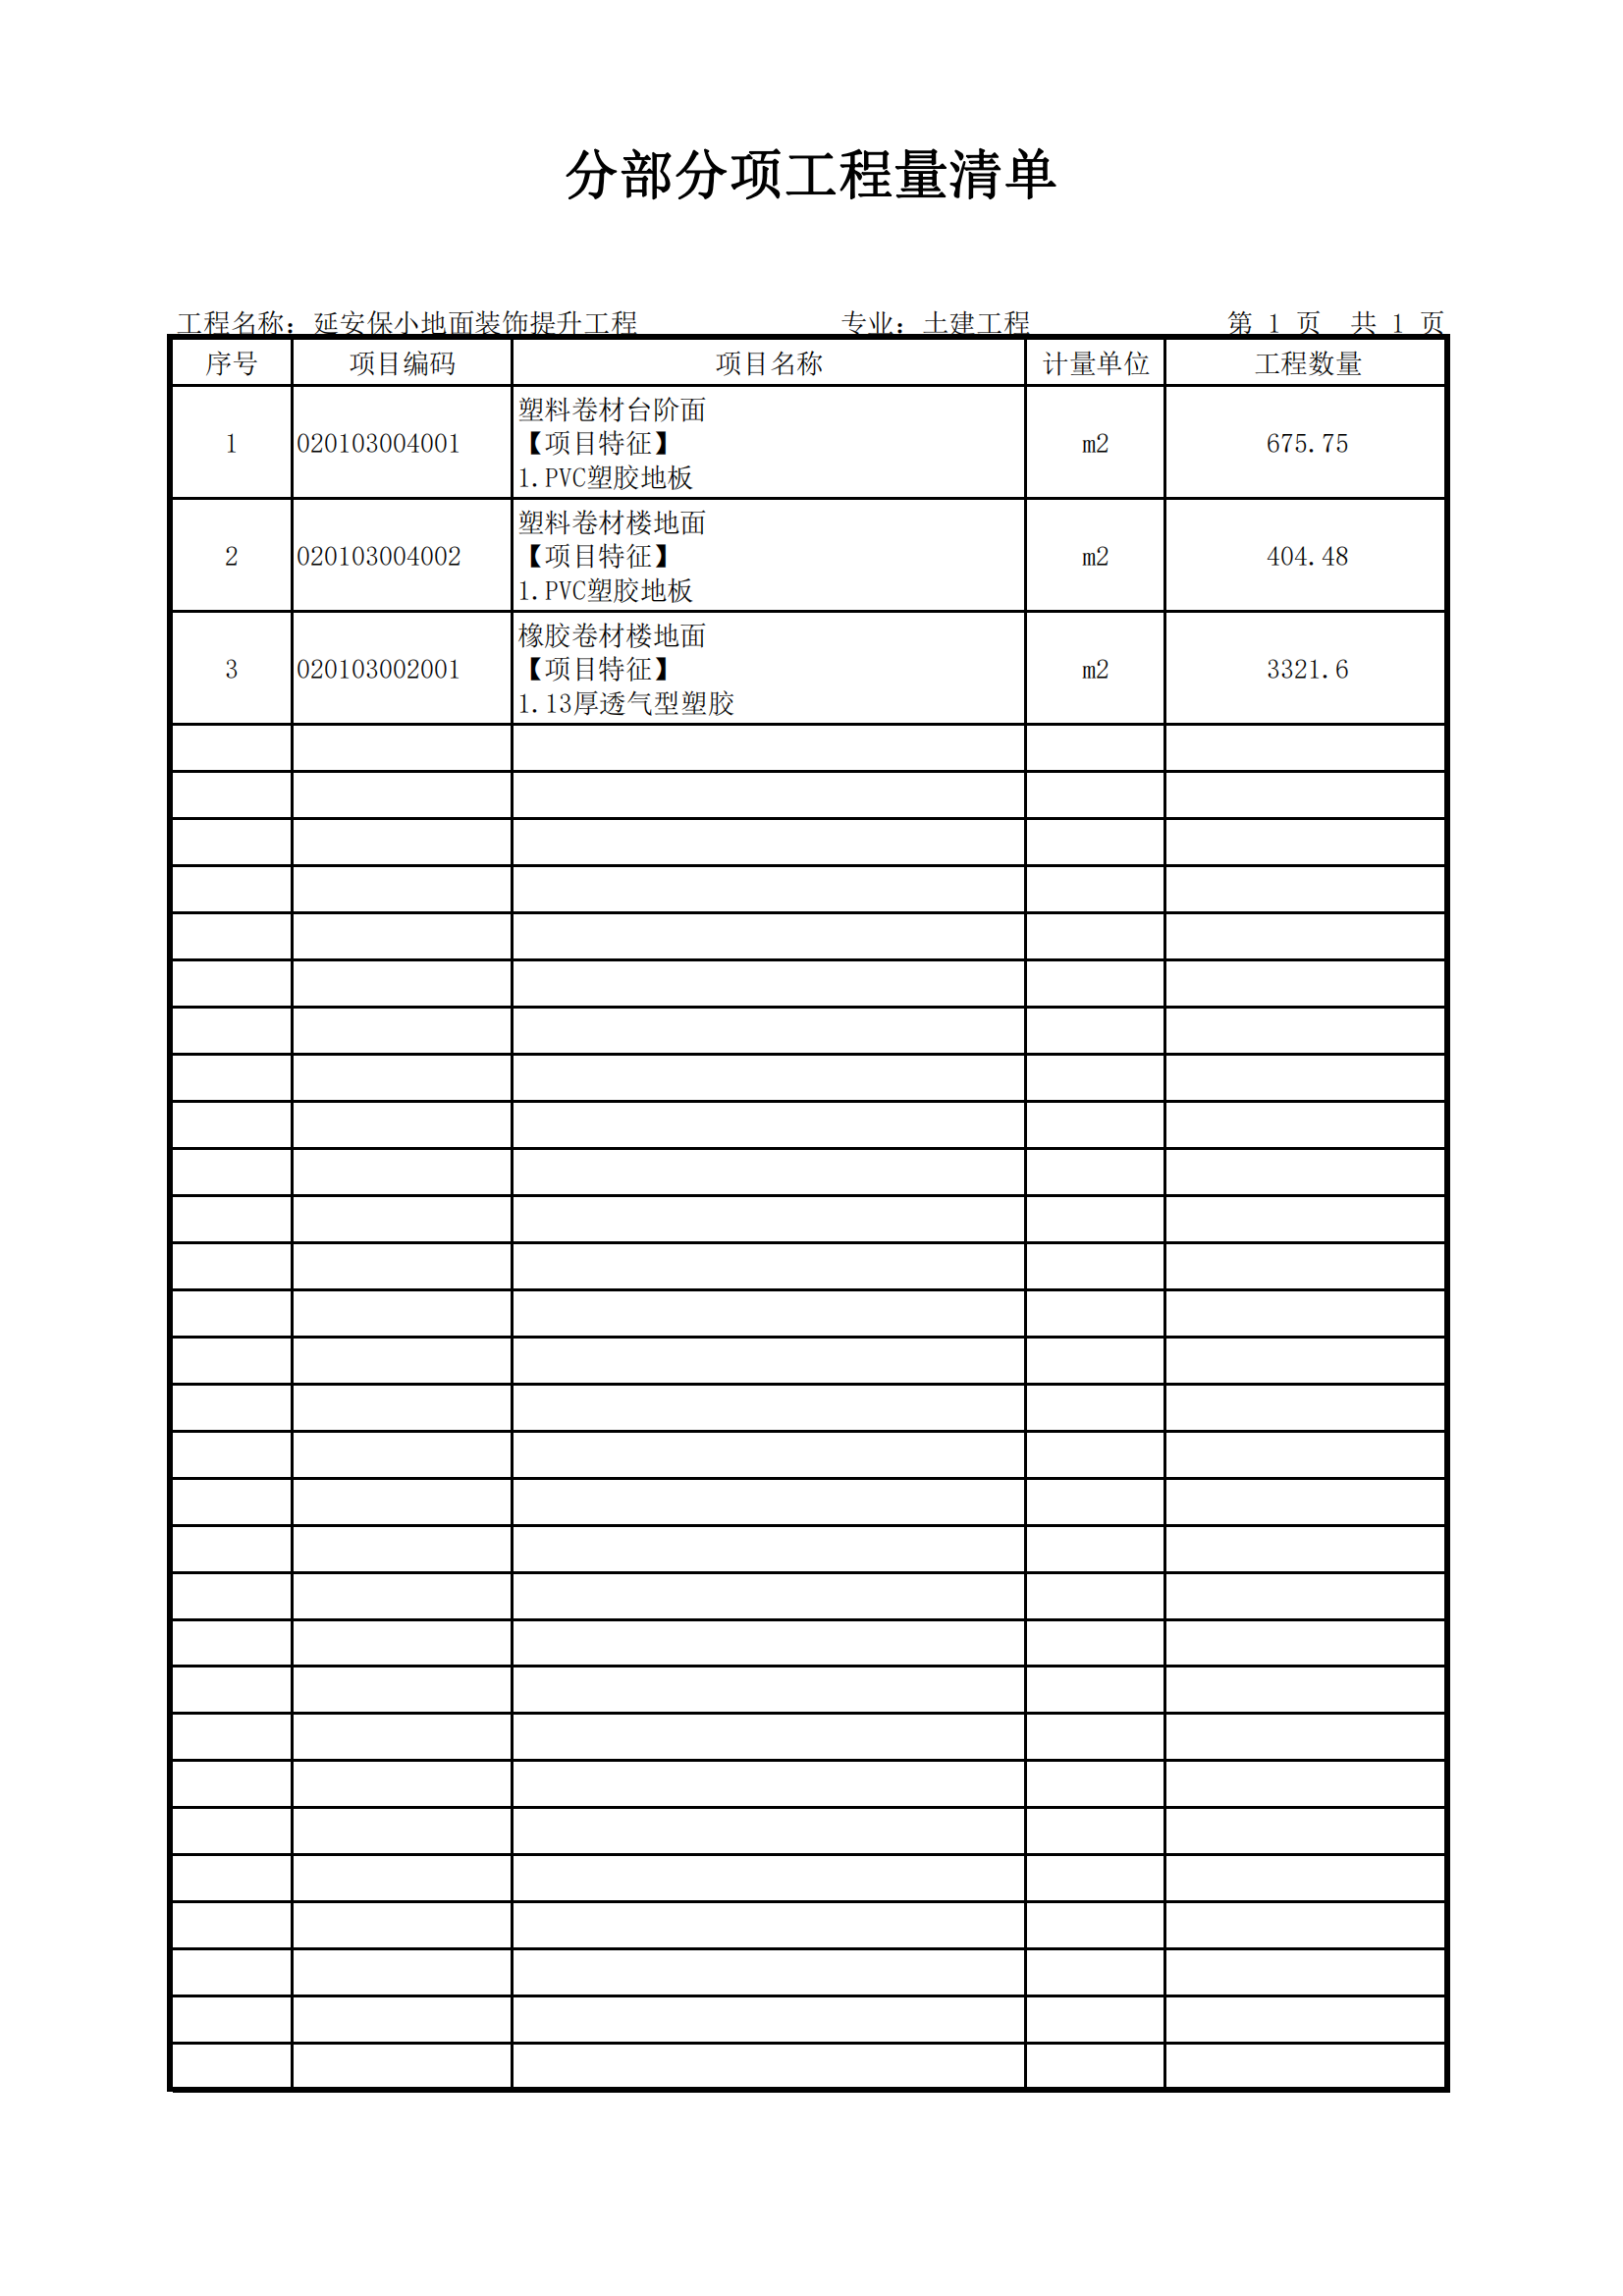 分部分项工程量清单
工程名称：延安保小地面装饰提升工程 专业：土建工程 第 1 页 共 1 页
序号 项目编码 项目名称 计量单位 工程数量
1 020103004001 塑料卷材台阶面
【项目特征】
1.PVC塑胶地板 m2 675.75
2 020103004002 塑料卷材楼地面
【项目特征】
1.PVC塑胶地板 m2 404.48
3 020103002001 橡胶卷材楼地面
【项目特征】
1.13厚透气型塑胶 m2 3321.6